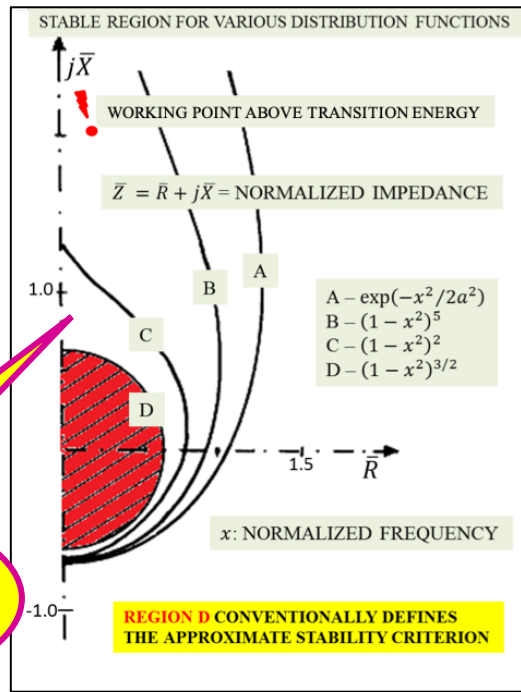 STABLE REGION FOR VARIOUS DISTRIBUTION FUNCTIONS
jX̅
WORKING POINT ABOVE TRANSITION ENERGY
Z̅ = R̅ + jX̅ = NORMALIZED IMPEDANCE
A
B
1.0
A – exp(−x²/2a²)
B – (1 − x²)⁵
C – (1 − x²)²
D – (1 − x²)³ᐟ²
C
D
1.5
R̅
x: NORMALIZED FREQUENCY
-1.0
REGION D CONVENTIONALLY DEFINES
THE APPROXIMATE STABILITY CRITERION